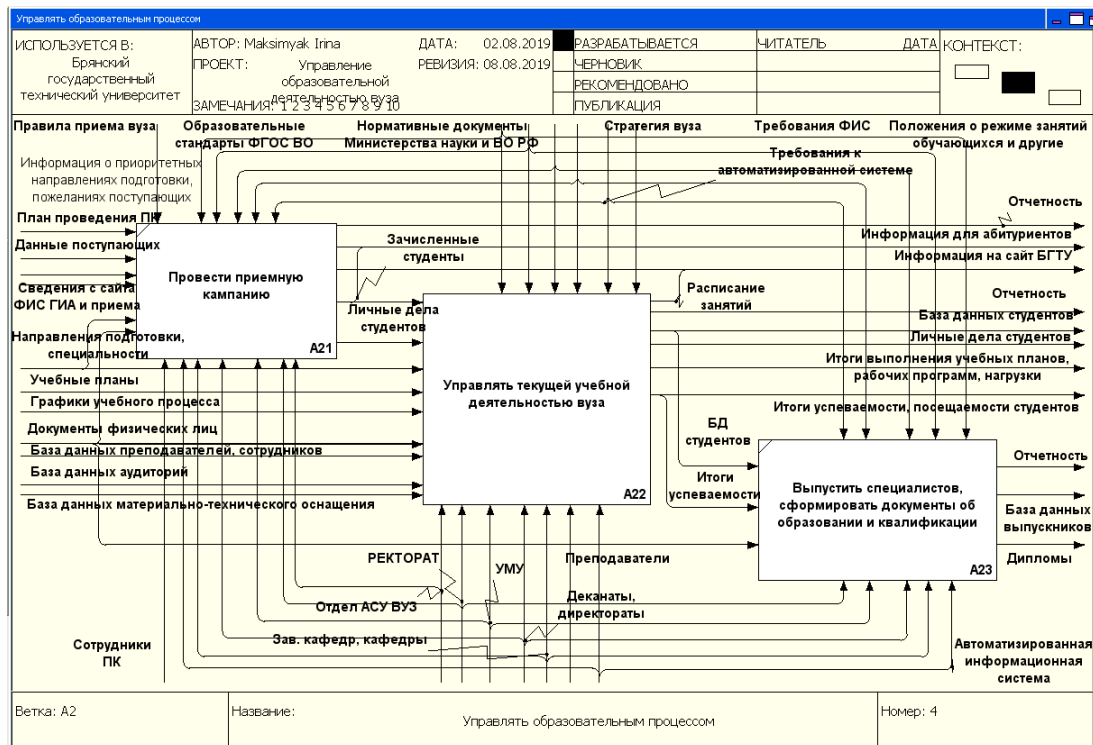 Управлять образовательным процессом
ИСПОЛЬЗУЕТСЯ В:
Брянский
государственный
технический университет
АВТОР: Maksimyak Irina
ДАТА: 02.08.2019
ПРОЕКТ: Управление
образовательной
деятельностью вуза
РЕВИЗИЯ: 08.08.2019
ЗАМЕЧАНИЯ: 1 2 3 4 5 6 7 8 9 10
РАЗРАБАТЫВАЕТСЯ
ЧЕРНОВИК
РЕКОМЕНДОВАНО
ПУБЛИКАЦИЯ
ЧИТАТЕЛЬ
ДАТА
КОНТЕКСТ:
Правила приема вуза
Образовательные
стандарты ФГОС ВО
Нормативные документы
Министерства науки и ВО РФ
Стратегия вуза
Требования ФИС
Положения о режиме занятий
обучающихся и другие
Информация о приоритетных
направлениях подготовки,
пожеланиях поступающих
Требования к
автоматизированной системе
План проведения ПК
Данные поступающих
Сведения с сайта
ФИС ГИА и приема
Направления подготовки,
специальности
Провести приемную
кампанию
A21
Зачисленные
студенты
Личные дела
студентов
Отчетность
Информация для абитуриентов
Информация на сайт БГТУ
Расписание
занятий
Отчетность
База данных студентов
Личные дела студентов
Итоги выполнения учебных планов,
рабочих программ, нагрузки
Итоги успеваемости, посещаемости студентов
Учебные планы
Графики учебного процесса
Документы физических лиц
База данных преподавателей, сотрудников
База данных аудиторий
База данных материально-технического оснащения
Управлять текущей учебной
деятельностью вуза
A22
БД
студентов
Итоги
успеваемости
Выпустить специалистов,
сформировать документы об
образовании и квалификации
A23
Отчетность
База данных
выпускников
Дипломы
РЕКТОРАТ
УМУ
Преподаватели
Отдел АСУ ВУЗ
Деканаты,
директораты
Зав. кафедр, кафедры
Сотрудники
ПК
Автоматизированная
информационная
система
Ветка: A2
Название:
Управлять образовательным процессом
Номер: 4